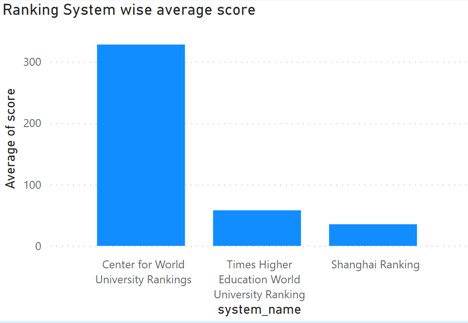 Ranking System wise average score
Average of score
300
200
100
0
Center for World
University Rankings
Times Higher
Education World
University Ranking
Shanghai Ranking
system_name